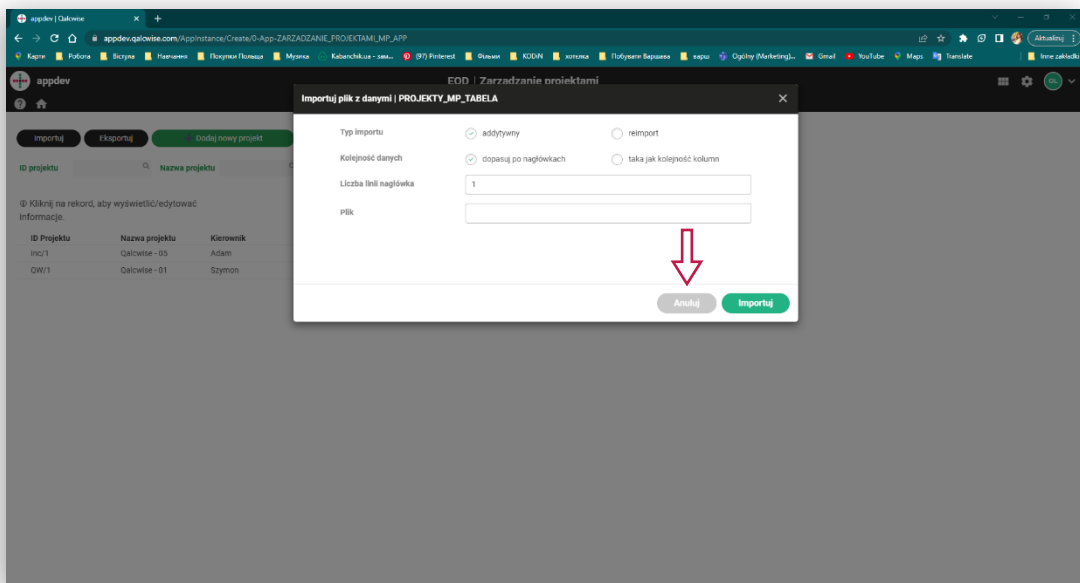 appdev | Qalcwise
appdev.qalcwise.com/AppInstance/Create/0-App-ZARZADZANIE_PROJEKTAMI_MP_APP
Aktualizuj
Карти Робота Вістула Навчання Покупки Польща Музика Kabanchik.ua - зам... (97) Pinterest Фільми KODiN хотелка Побувати Варшава Ogólny (Marketing)... Gmail YouTube Maps Translate Inne zakładki
appdev
EOD | Zarządzanie projektami
OL
Importuj plik z danymi | PROJEKTY_MP_TABELA
Importuj Eksportuj + Dodaj nowy projekt
Typ importu addytywny reimport
Kolejność danych dopasuj po nagłówkach taka jak kolejność kolumn
ID projektu Nazwa projektu
Liczba linii nagłówka 1
Kliknij na rekord, aby wyświetlić/edytować
informacje.
Plik
ID Projektu Nazwa projektu Kierownik
Inc/1 Qalcwise - 05 Adam
QW/1 Qalcwise - 01 Szymon
Anuluj Importuj